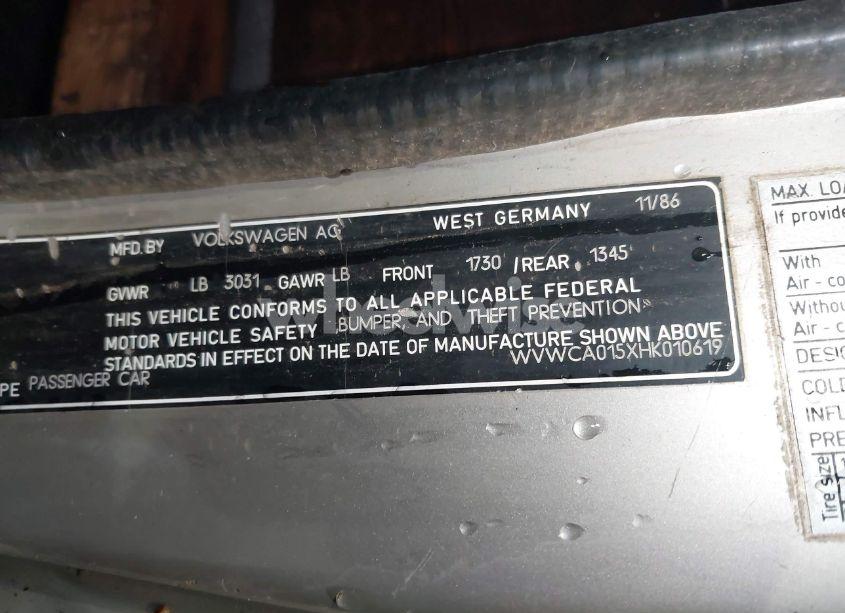 MFD.BY VOLKSWAGEN AG WEST GERMANY 11/86
GVWR LB 3031 GAWR LB FRONT 1730 /REAR 1345
THIS VEHICLE CONFORMS TO ALL APPLICABLE FEDERAL
MOTOR VEHICLE SAFETY ,BUMPER AND THEFT PREVENTION
STANDARDS IN EFFECT ON THE DATE OF MANUFACTURE SHOWN ABOVE
WVWCA015XHK010619
PE PASSENGER CAR
MAX. LOA
If provide
With
Air - co
Without
Air - c
DESIG
COLD
INFL
PRE
Tire size